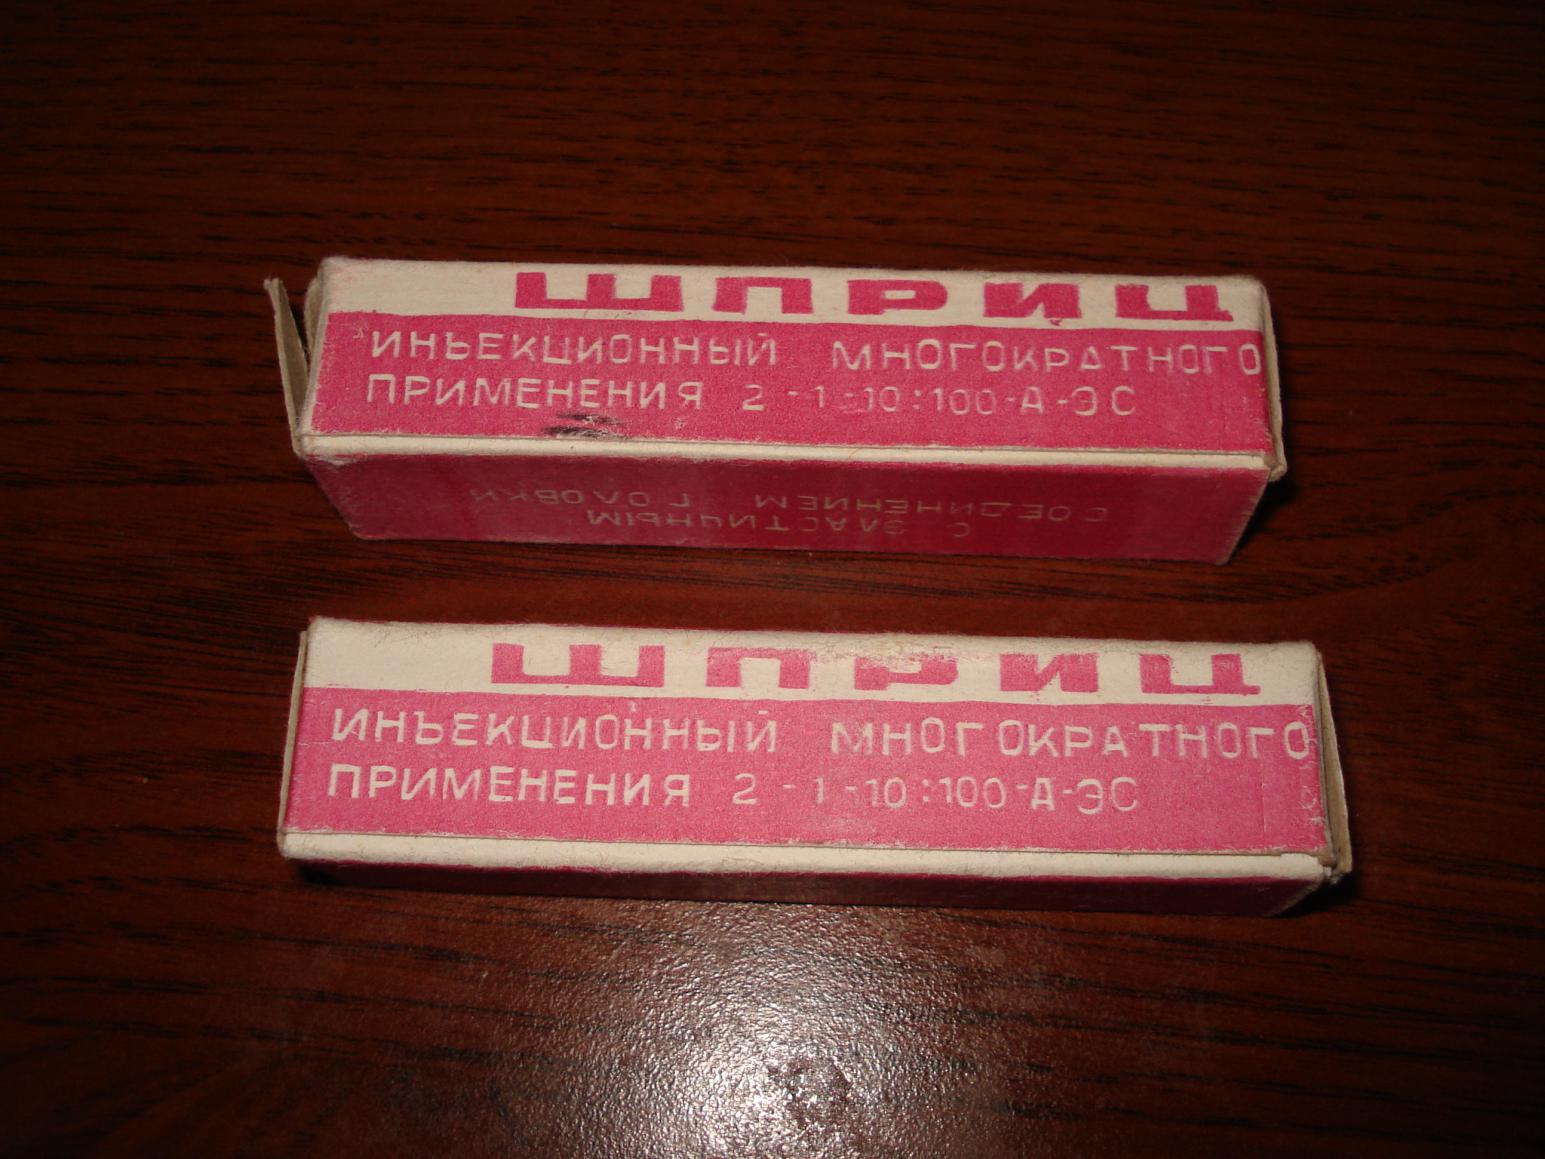 ШПРИЦ
ИНЪЕКЦИОННЫЙ МНОГОКРАТНОГО
ПРИМЕНЕНИЯ 2-1-10:100-А-ЭС
С ЭЛАСТИЧНЫМ
СОЕДИНЕНИЕМ ГОЛОВКИ
ШПРИЦ
ИНЪЕКЦИОННЫЙ МНОГОКРАТНОГО
ПРИМЕНЕНИЯ 2-1-10:100-А-ЭС